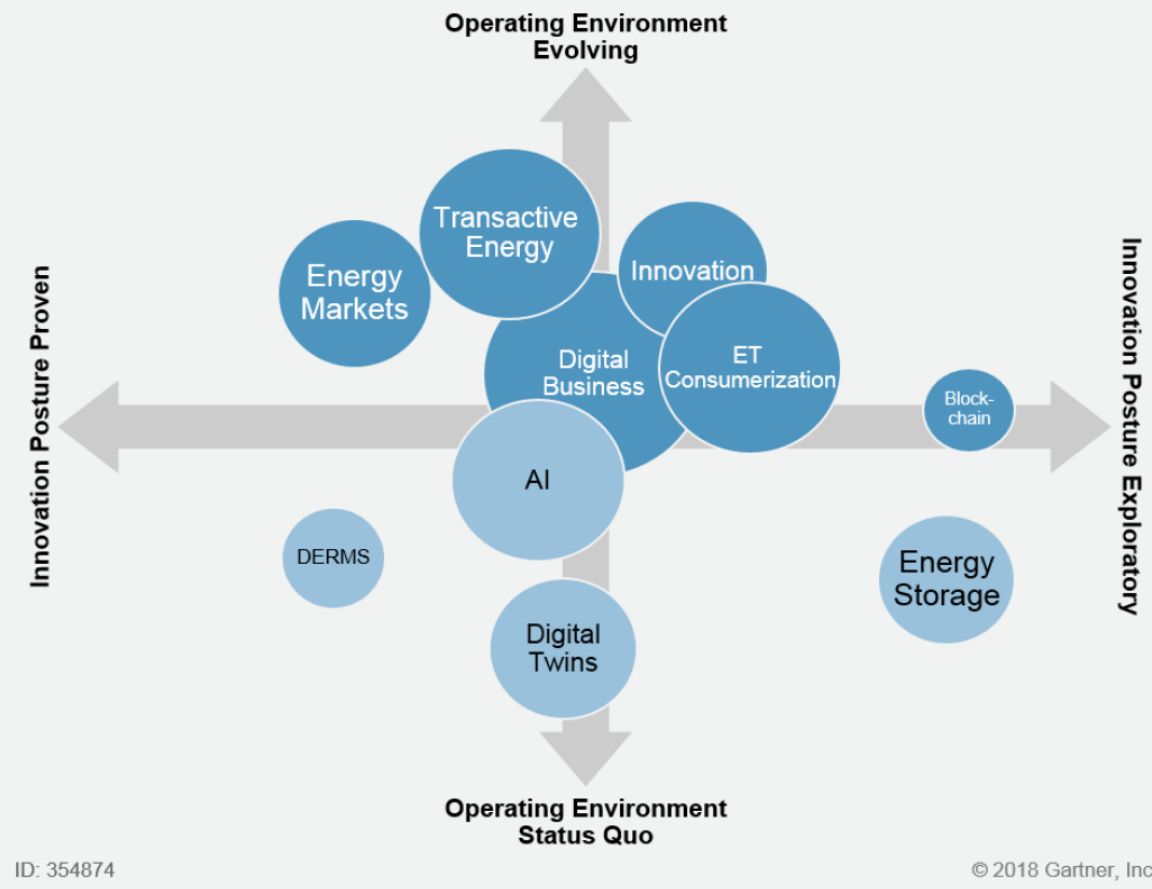 Operating Environment
Evolving
Transactive
Energy
Innovation
Energy
Markets
Digital
Business
ET
Consumerization
Block-
chain
Innovation Posture Proven
Innovation Posture Exploratory
AI
DERMS
Energy
Storage
Digital
Twins
Operating Environment
Status Quo
ID: 354874
© 2018 Gartner, Inc